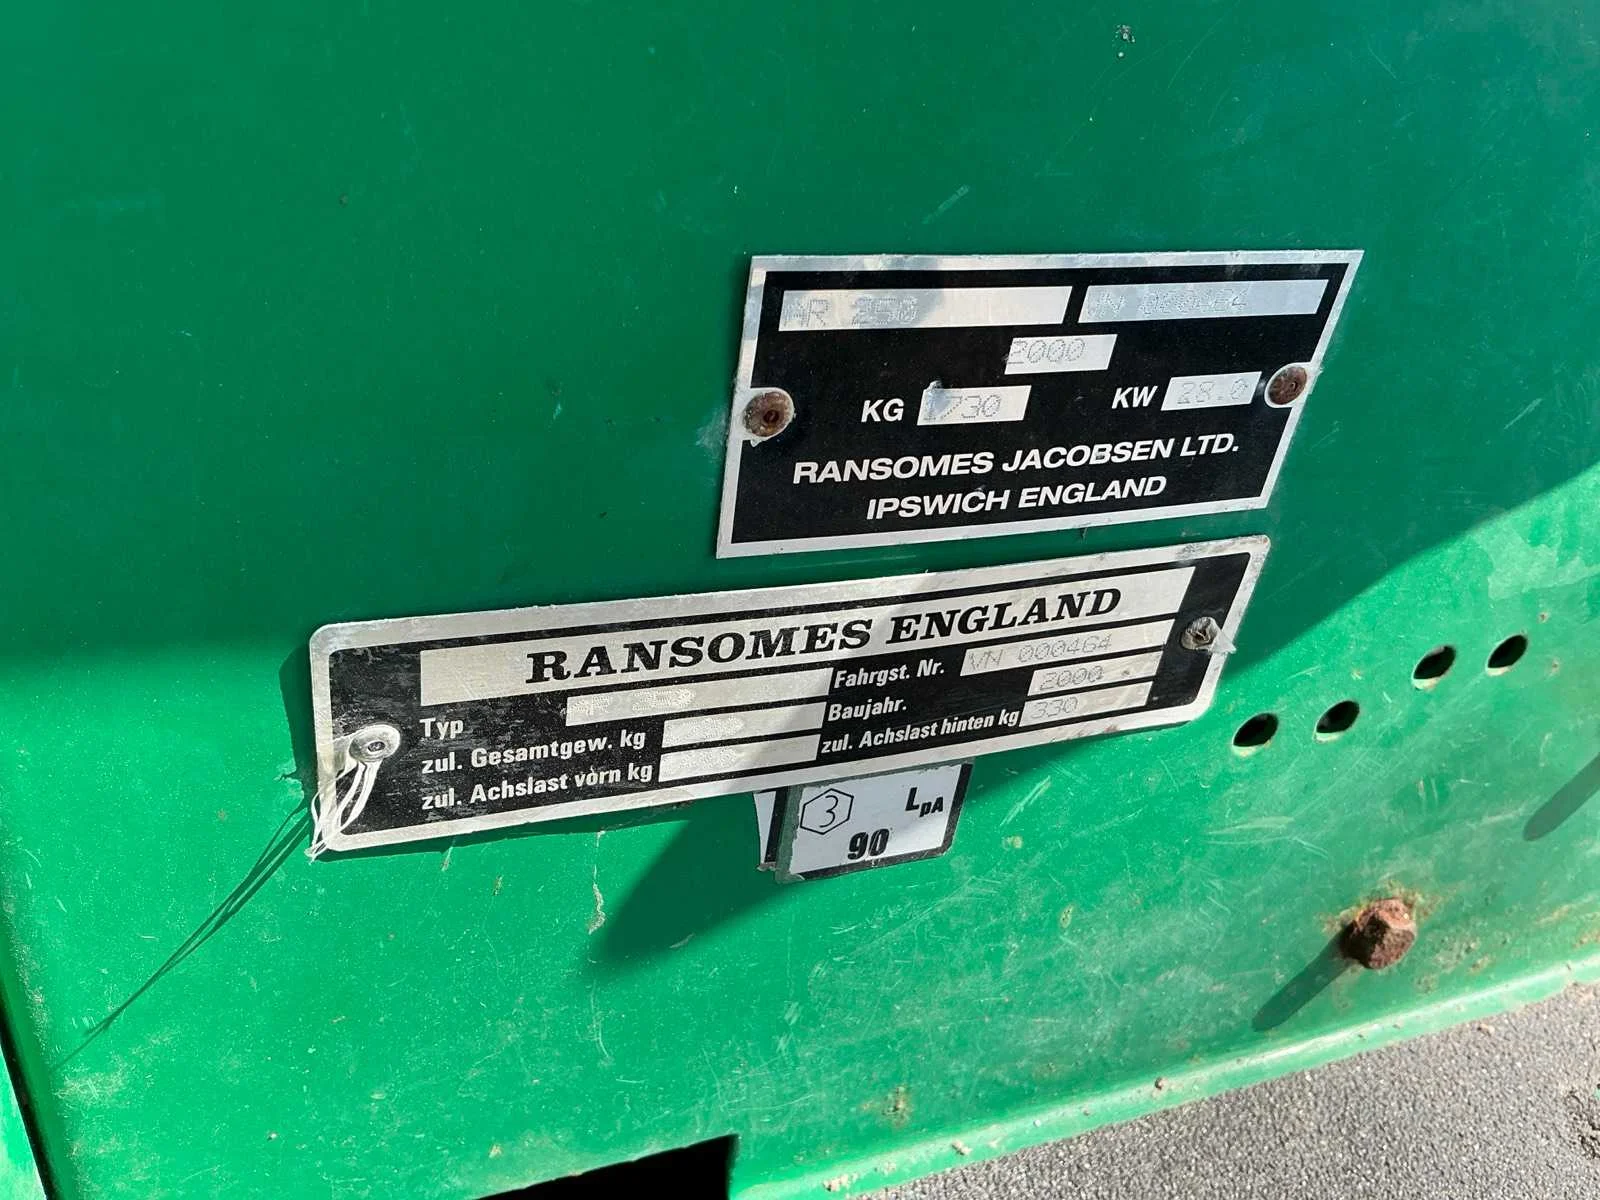 AR 250 VN 000464
2000
KG 1730 KW 28.0
RANSOMES JACOBSEN LTD.
IPSWICH ENGLAND
RANSOMES ENGLAND
Typ Fahrgst. Nr. VN 000464
zul. Gesamtgew. kg Baujahr. 2000
zul. Achslast vorn kg zul. Achslast hinten kg 330
3 LpA
90